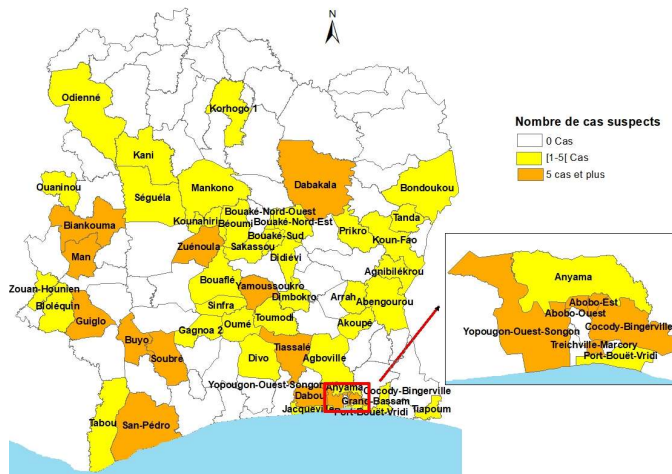 N
Nombre de cas suspects
0 Cas
[1-5[ Cas
5 cas et plus
Odienné
Korhogo 1
Kani
Dabakala
Ouaninou
Séguéla
Mankono
Bondoukou
Biankouma
Kounahiri
Béoumi
Bouaké-Nord-Ouest
Bouaké-Nord-Est
Tanda
Prikro
Man
Zuénoula
Sakassou
Bouaké-Sud
Koun-Fao
Didiévi
Agnibilékrou
Zouan-Hounien
Bouaflé
Yamoussoukro
Bloléquin
Dimbokro
Arrah
Abengourou
Guiglo
Sinfra
Gagnoa 2
Oumé
Toumodi
Akoupé
Buyo
Soubré
Tiassalé
Divo
Agboville
Yopougon-Ouest-Songon
Anyama
Cocody-Bingerville
Dabou
Grand-Bassam
Tabou
San-Pédro
Jacqueville
Port-Bouët-Vridi
Tiapoum
Anyama
Abobo-Est
Abobo-Ouest
Yopougon-Ouest-Songon
Cocody-Bingerville
Treichville-Marcory
Port-Bouët-Vridi